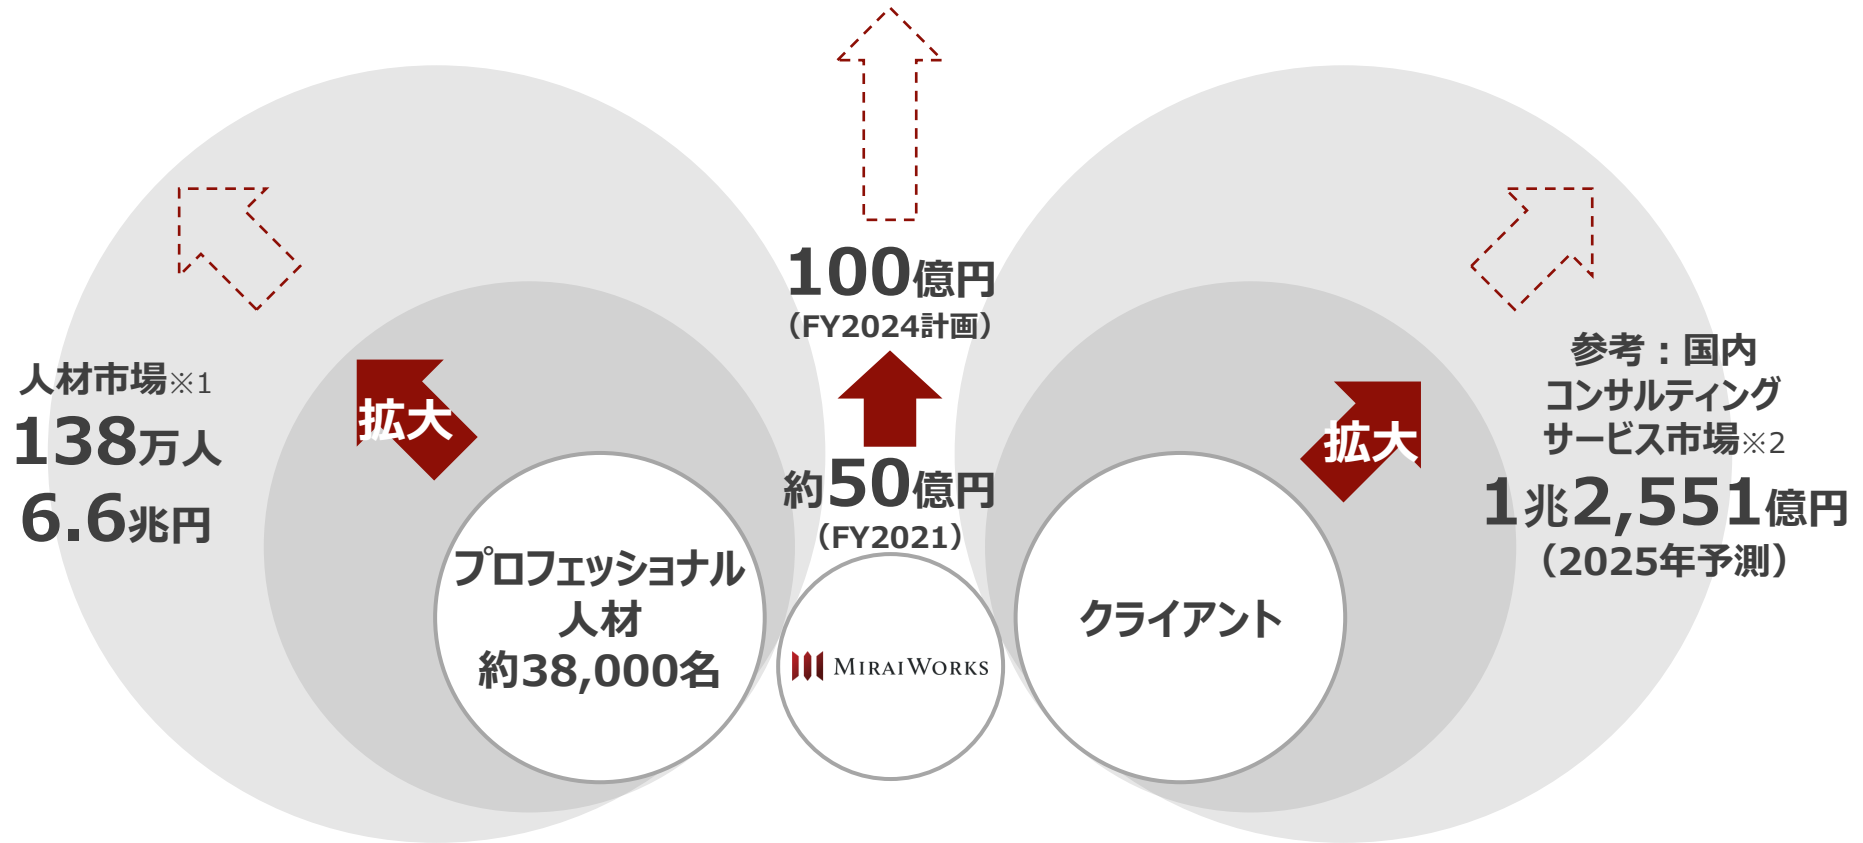 100億円
（FY2024計画）
人材市場※1
138万人
6.6兆円
拡大
約50億円
（FY2021）
拡大
参考：国内
コンサルティング
サービス市場※2
1兆2,551億円
（2025年予測）
プロフェッショナル
人材
約38,000名
MIRAIWORKS
クライアント